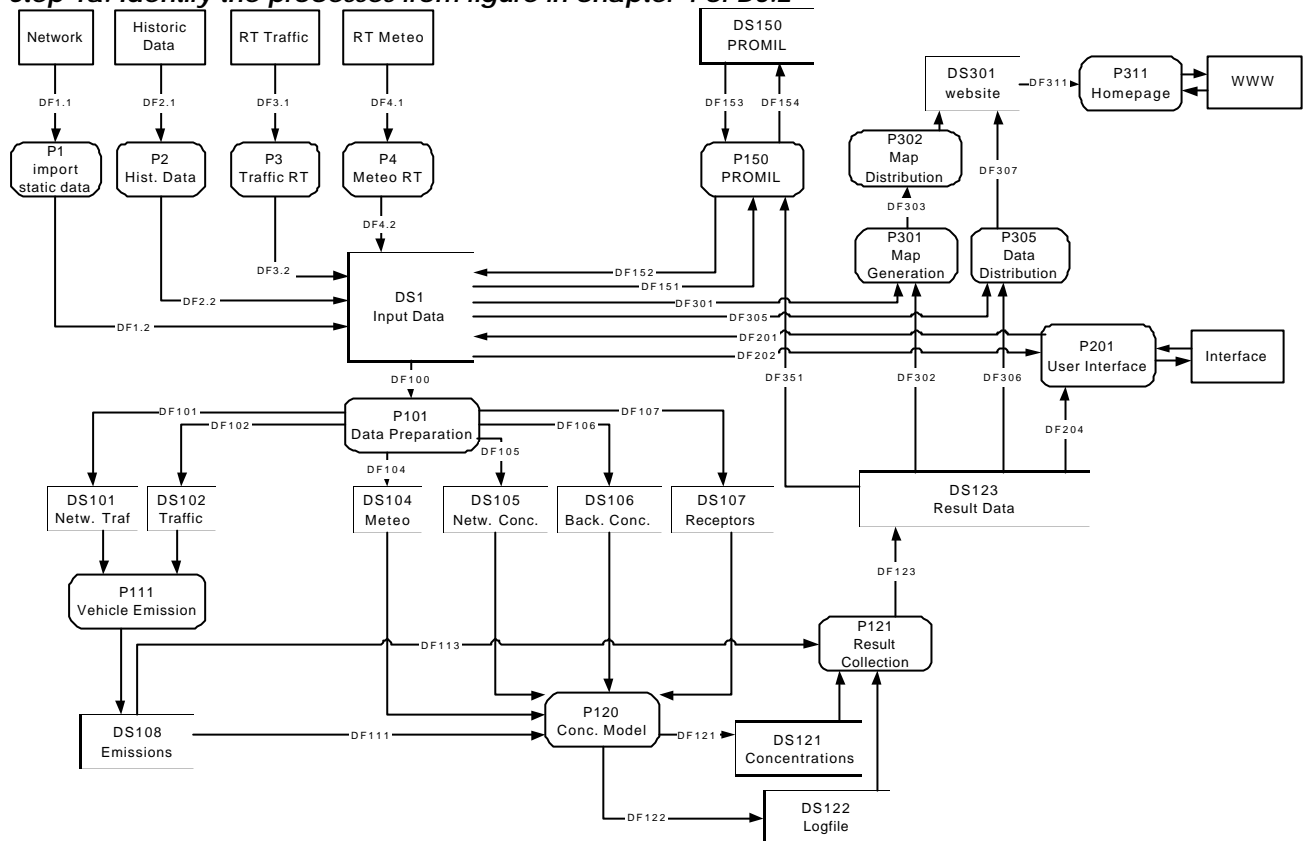 Identify the processes from figure in chapter
Network
Historic
Data
RT Traffic
RT Meteo
DS150
PROMIL
DS301
website
DF311
P311
Homepage
WWW
DF1.1
DF2.1
DF3.1
DF4.1
DF153
DF154
P1
import
static data
P2
Hist. Data
P3
Traffic RT
P4
Meteo RT
P150
PROMIL
P302
Map
Distribution
DF307
DF303
DF4.2
P301
Map
Generation
P305
Data
Distribution
DF3.2
DF2.2
DF1.2
DS1
Input Data
DF152
DF151
DF301
DF305
DF201
DF202
P201
User Interface
Interface
DF100
DF351
DF302
DF306
DF204
DF101
DF102
P101
Data Preparation
DF107
DF106
DF105
DF104
DS101
Netw. Traf
DS102
Traffic
DS104
Meteo
DS105
Netw. Conc.
DS106
Back. Conc.
DS107
Receptors
DS123
Result Data
DF123
P111
Vehicle Emission
DF113
P121
Result
Collection
DS108
Emissions
DF111
P120
Conc. Model
DF121
DS121
Concentrations
DF122
DS122
Logfile